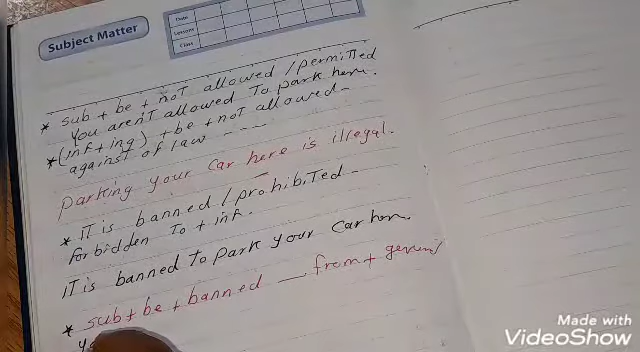 Subject Matter
Date
Lesson
Class
* sub + be + not allowed / permitted
You aren't allowed To park here.
* (inf + ing) + be + not allowed -
against of law - - -
parking your car here is illegal.
* IT is banned / prohibited -
forbidden To + inf.
IT is banned To park your car here.
* sub + be + banned - from + gerund
Made with
VideoShow